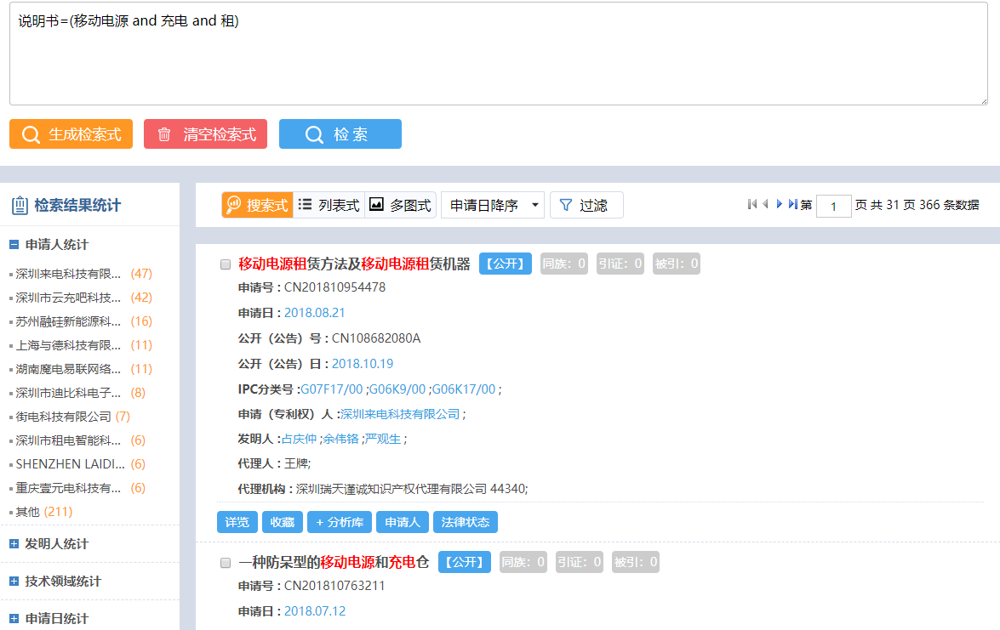 说明书=(移动电源 and 充电 and 租)
生成检索式 清空检索式 检 索
检索结果统计
申请人统计
深圳来电科技有限... (47)
深圳市云充吧科技... (42)
苏州融硅新能源科... (16)
上海与德科技有限... (11)
湖南魔电易联网络... (11)
深圳市迪比科电子... (8)
街电科技有限公司 (7)
深圳市租电智能科... (6)
SHENZHEN LAIDI... (6)
重庆壹元电科技有... (6)
其他 (211)
发明人统计
技术领域统计
申请日统计
搜索式 列表式 多图式 申请日降序 过滤 第 1 页 共 31 页 366 条数据
移动电源租赁方法及移动电源租赁机器 【公开】 同族：0 引证：0 被引：0
申请号 : CN201810954478
申请日 : 2018.08.21
公开（公告）号 : CN108682080A
公开（公告）日 : 2018.10.19
IPC分类号 :G07F17/00 ;G06K9/00 ;G06K17/00 ;
申请（专利权）人 :深圳来电科技有限公司 ;
发明人 :占庆仲 ;余伟铬 ;严观生 ;
代理人 : 王牌;
代理机构 : 深圳瑞天谨诚知识产权代理有限公司 44340;
详览 收藏 + 分析库 申请人 法律状态
一种防呆型的移动电源和充电仓 【公开】 同族：0 引证：0 被引：0
申请号 : CN201810763211
申请日 : 2018.07.12